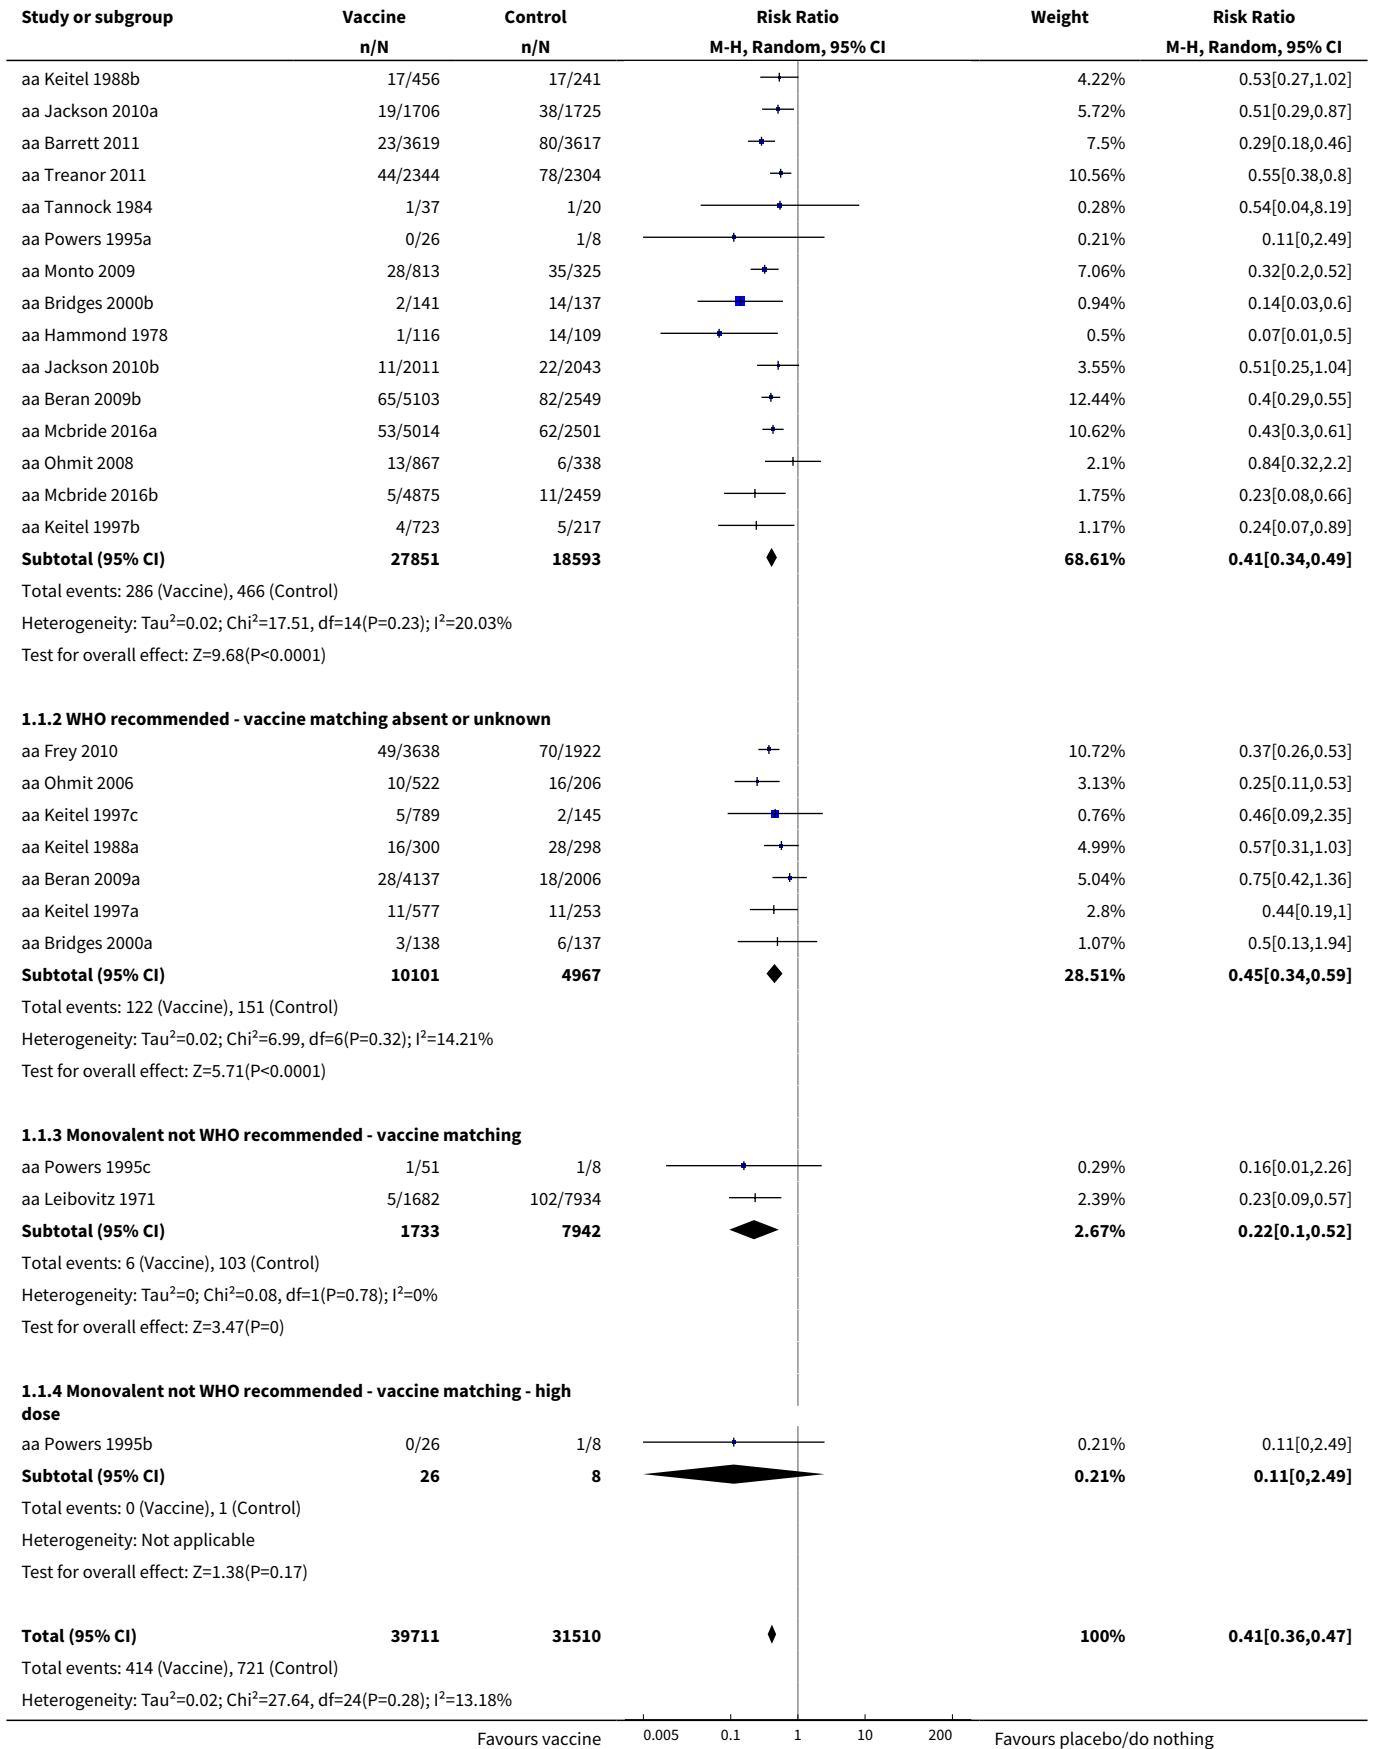 Study or subgroup Vaccine Control Risk Ratio Weight Risk Ratio
n/N n/N M-H, Random, 95% CI M-H, Random, 95% CI
aa Keitel 1988b 17/456 17/241 4.22% 0.53[0.27,1.02]
aa Jackson 2010a 19/1706 38/1725 5.72% 0.51[0.29,0.87]
aa Barrett 2011 23/3619 80/3617 7.5% 0.29[0.18,0.46]
aa Treanor 2011 44/2344 78/2304 10.56% 0.55[0.38,0.8]
aa Tannock 1984 1/37 1/20 0.28% 0.54[0.04,8.19]
aa Powers 1995a 0/26 1/8 0.21% 0.11[0,2.49]
aa Monto 2009 28/813 35/325 7.06% 0.32[0.2,0.52]
aa Bridges 2000b 2/141 14/137 0.94% 0.14[0.03,0.6]
aa Hammond 1978 1/116 14/109 0.5% 0.07[0.01,0.5]
aa Jackson 2010b 11/2011 22/2043 3.55% 0.51[0.25,1.04]
aa Beran 2009b 65/5103 82/2549 12.44% 0.4[0.29,0.55]
aa Mcbride 2016a 53/5014 62/2501 10.62% 0.43[0.3,0.61]
aa Ohmit 2008 13/867 6/338 2.1% 0.84[0.32,2.2]
aa Mcbride 2016b 5/4875 11/2459 1.75% 0.23[0.08,0.66]
aa Keitel 1997b 4/723 5/217 1.17% 0.24[0.07,0.89]
Subtotal (95% CI) 27851 18593 68.61% 0.41[0.34,0.49]
Total events: 286 (Vaccine), 466 (Control)
Heterogeneity: Tau²=0.02; Chi²=17.51, df=14(P=0.23); I²=20.03%
Test for overall effect: Z=9.68(P<0.0001)
1.1.2 WHO recommended - vaccine matching absent or unknown
aa Frey 2010 49/3638 70/1922 10.72% 0.37[0.26,0.53]
aa Ohmit 2006 10/522 16/206 3.13% 0.25[0.11,0.53]
aa Keitel 1997c 5/789 2/145 0.76% 0.46[0.09,2.35]
aa Keitel 1988a 16/300 28/298 4.99% 0.57[0.31,1.03]
aa Beran 2009a 28/4137 18/2006 5.04% 0.75[0.42,1.36]
aa Keitel 1997a 11/577 11/253 2.8% 0.44[0.19,1]
aa Bridges 2000a 3/138 6/137 1.07% 0.5[0.13,1.94]
Subtotal (95% CI) 10101 4967 28.51% 0.45[0.34,0.59]
Total events: 122 (Vaccine), 151 (Control)
Heterogeneity: Tau²=0.02; Chi²=6.99, df=6(P=0.32); I²=14.21%
Test for overall effect: Z=5.71(P<0.0001)
1.1.3 Monovalent not WHO recommended - vaccine matching
aa Powers 1995c 1/51 1/8 0.29% 0.16[0.01,2.26]
aa Leibovitz 1971 5/1682 102/7934 2.39% 0.23[0.09,0.57]
Subtotal (95% CI) 1733 7942 2.67% 0.22[0.1,0.52]
Total events: 6 (Vaccine), 103 (Control)
Heterogeneity: Tau²=0; Chi²=0.08, df=1(P=0.78); I²=0%
Test for overall effect: Z=3.47(P=0)
1.1.4 Monovalent not WHO recommended - vaccine matching - high
dose
aa Powers 1995b 0/26 1/8 0.21% 0.11[0,2.49]
Subtotal (95% CI) 26 8 0.21% 0.11[0,2.49]
Total events: 0 (Vaccine), 1 (Control)
Heterogeneity: Not applicable
Test for overall effect: Z=1.38(P=0.17)
Total (95% CI) 39711 31510 100% 0.41[0.36,0.47]
Total events: 414 (Vaccine), 721 (Control)
Heterogeneity: Tau²=0.02; Chi²=27.64, df=24(P=0.28); I²=13.18%
Favours vaccine 0.005 0.1 1 10 200 Favours placebo/do nothing